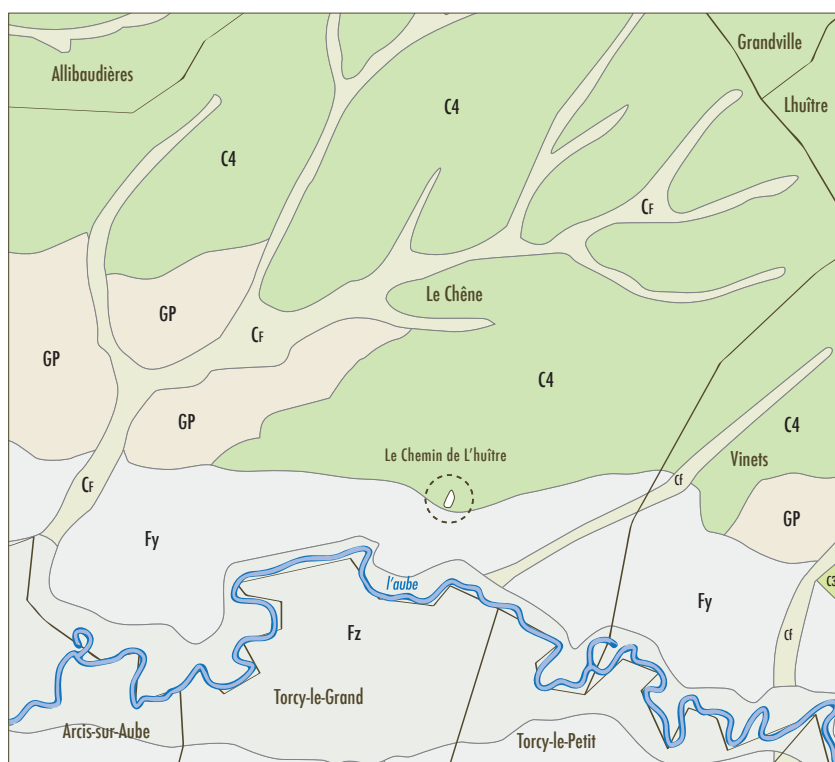 Grandville
Allibaudières
Lhuître
C4
C4
CF
Le Chêne
GP
CF
GP
C4
GP
C4
Le Chemin de L'huître
Vinets
Cf
CF
GP
Fy
C3
l'aube
Fy
Fz
Cf
Torcy-le-Grand
Arcis-sur-Aube
Torcy-le-Petit